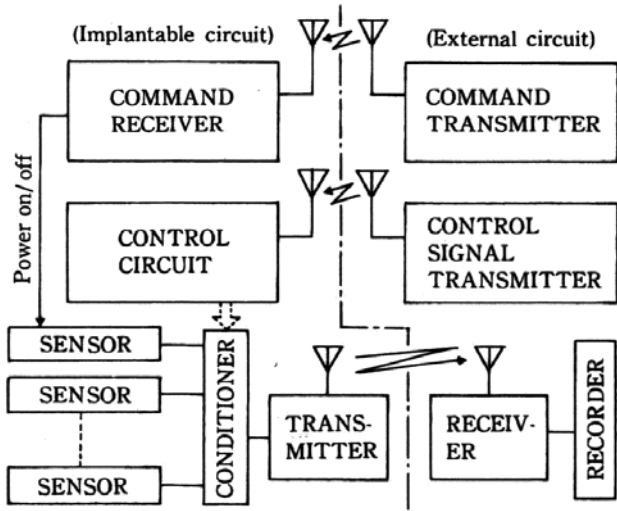 (Implantable circuit)
(External circuit)
COMMAND
RECEIVER
COMMAND
TRANSMITTER
Power on/off
CONTROL
CIRCUIT
CONTROL
SIGNAL
TRANSMITTER
SENSOR
SENSOR
SENSOR
CONDITIONER
TRANS-
MITTER
RECEIV-
ER
RECORDER